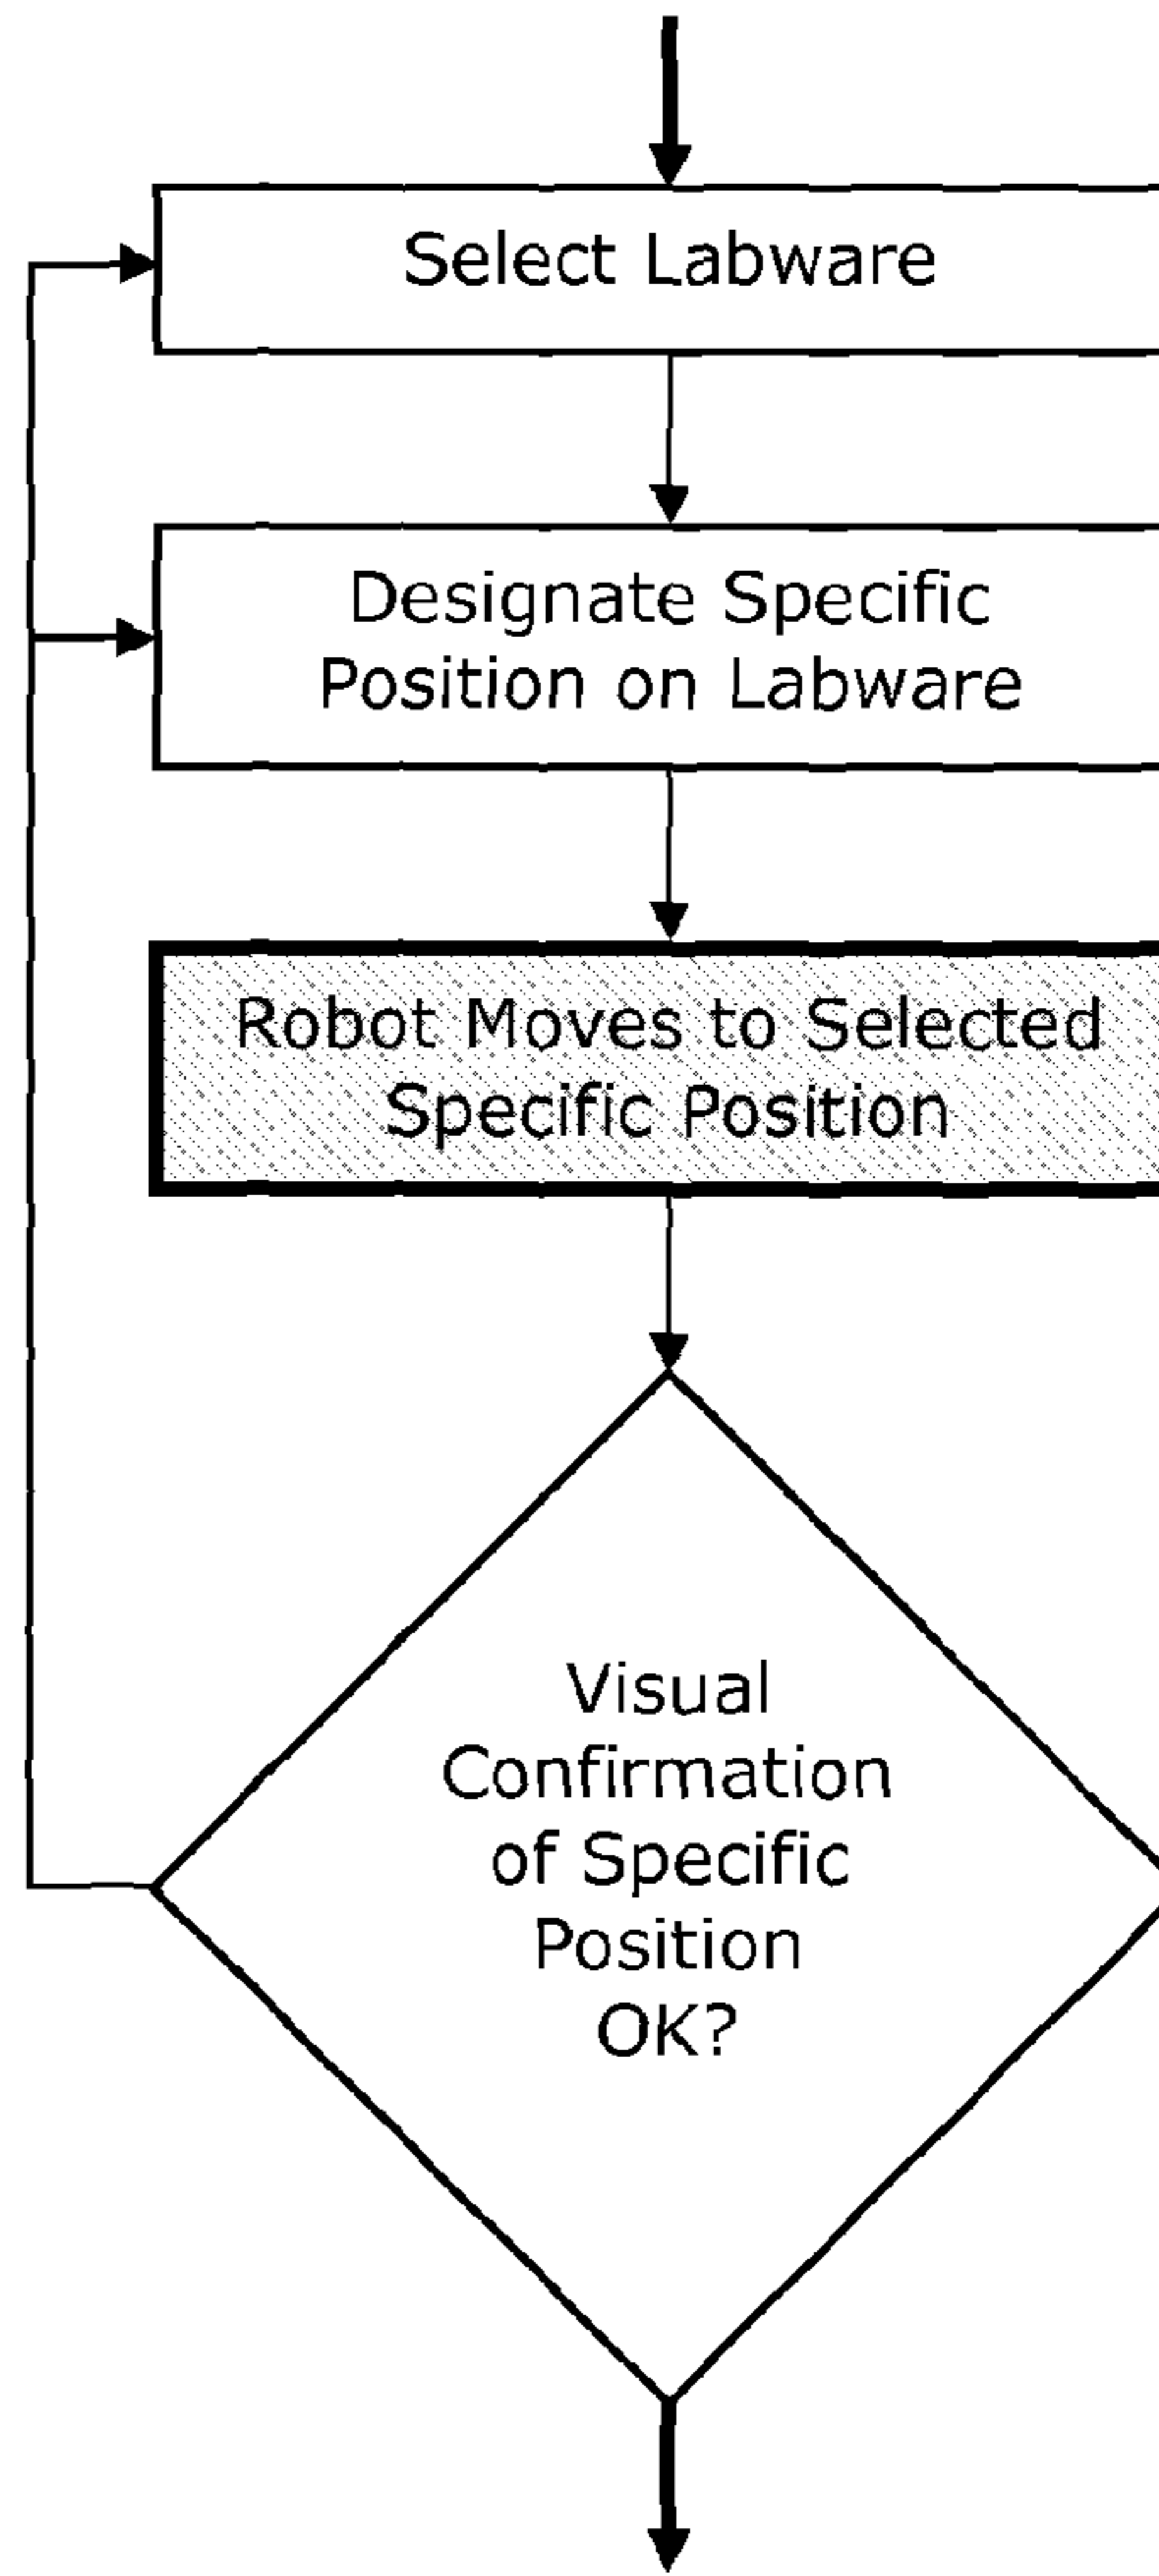 Select Labware
Designate Specific
Position on Labware
Robot Moves to Selected
Specific Position
Visual
Confirmation
of Specific
Position
OK?